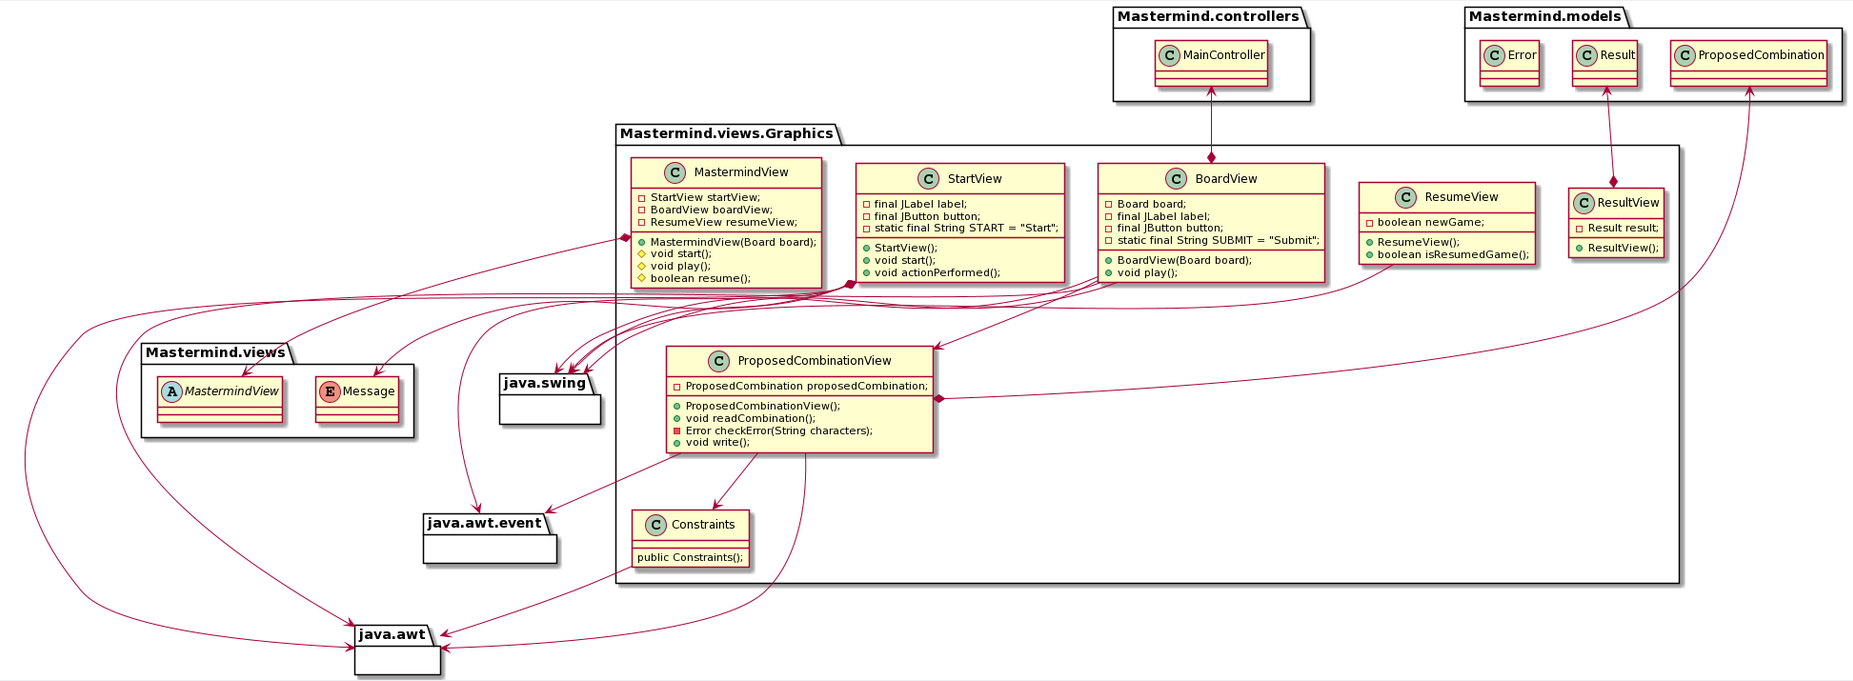 Mastermind.controllers
C MainController
Mastermind.models
C Error
C Result
C ProposedCombination
Mastermind.views.Graphics
C MastermindView
StartView startView;
BoardView boardView;
ResumeView resumeView;
MastermindView(Board board);
void start();
void play();
boolean resume();
C StartView
final JLabel label;
final JButton button;
static final String START = "Start";
StartView();
void start();
void actionPerformed();
C BoardView
Board board;
final JLabel label;
final JButton button;
static final String SUBMIT = "Submit";
BoardView(Board board);
void play();
C ResumeView
boolean newGame;
ResumeView();
boolean isResumedGame();
C ResultView
Result result;
ResultView();
Mastermind.views
A MastermindView
E Message
java.swing
C ProposedCombinationView
ProposedCombination proposedCombination;
ProposedCombinationView();
void readCombination();
Error checkError(String characters);
void write();
java.awt.event
C Constraints
public Constraints();
java.awt